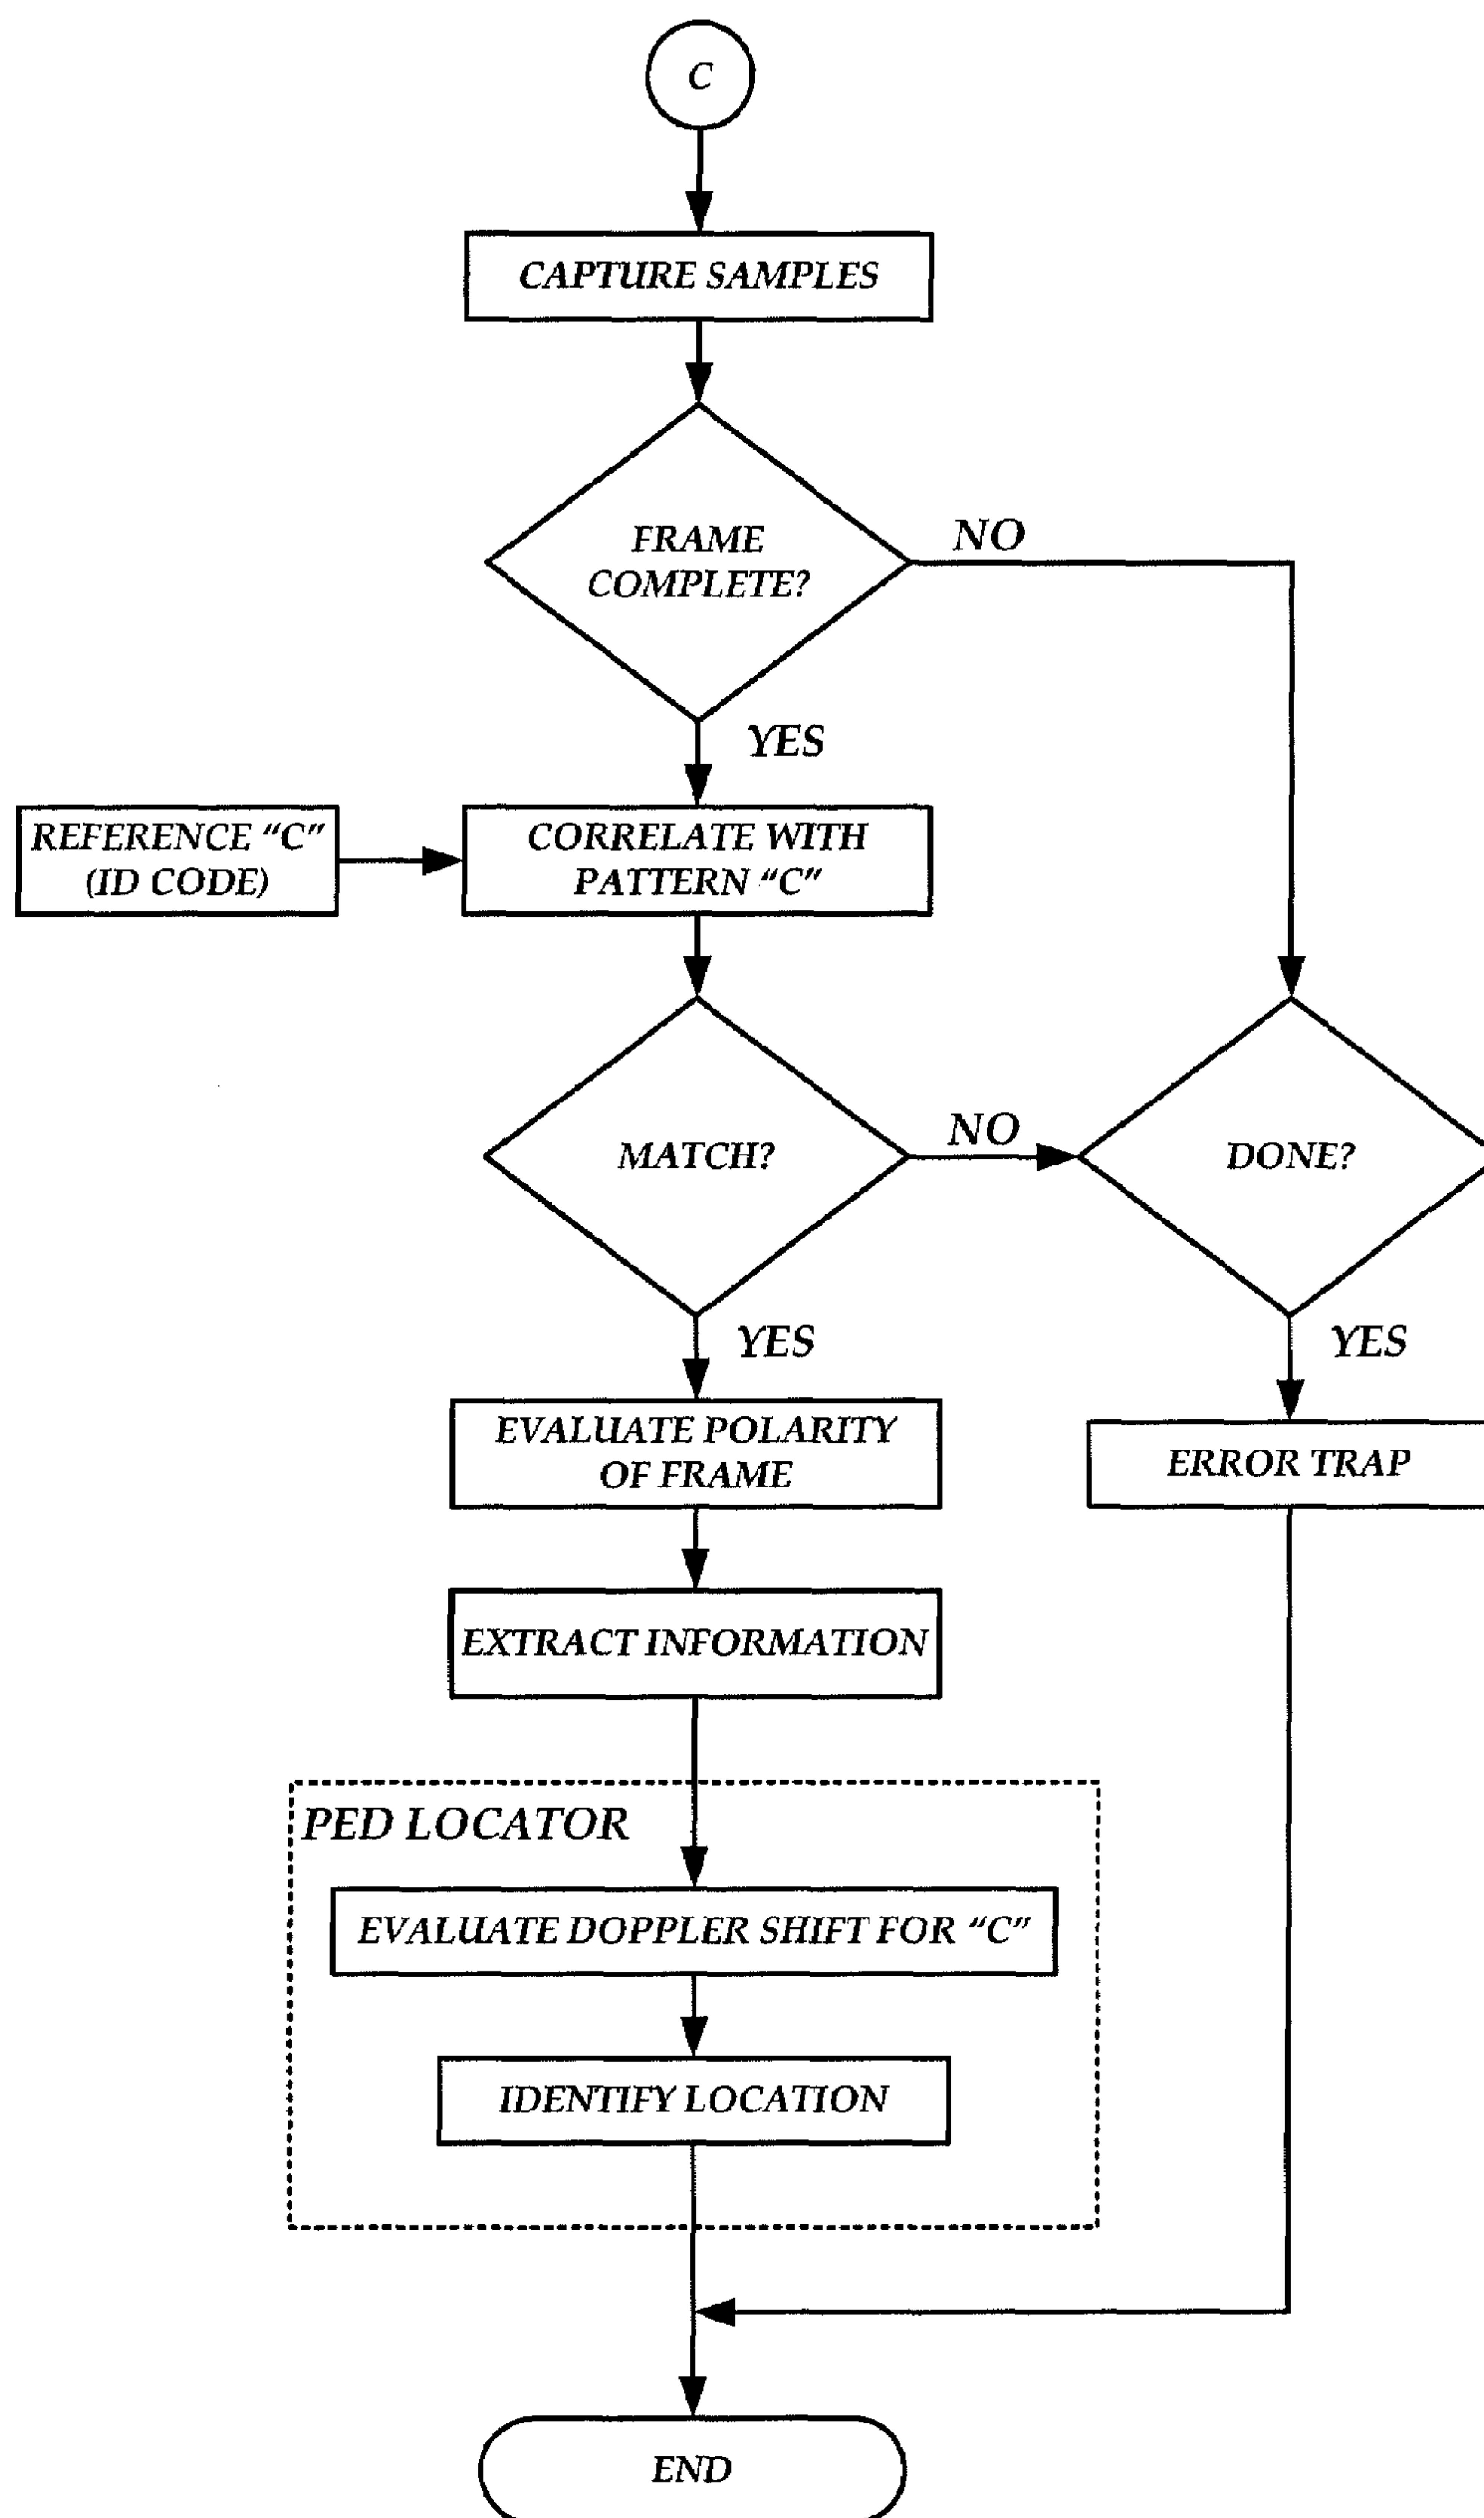 C
CAPTURE SAMPLES
FRAME
COMPLETE?
NO
YES
REFERENCE "C"
(ID CODE)
CORRELATE WITH
PATTERN "C"
MATCH?
NO
DONE?
YES
YES
EVALUATE POLARITY
OF FRAME
ERROR TRAP
EXTRACT INFORMATION
PED LOCATOR
EVALUATE DOPPLER SHIFT FOR "C"
IDENTIFY LOCATION
END